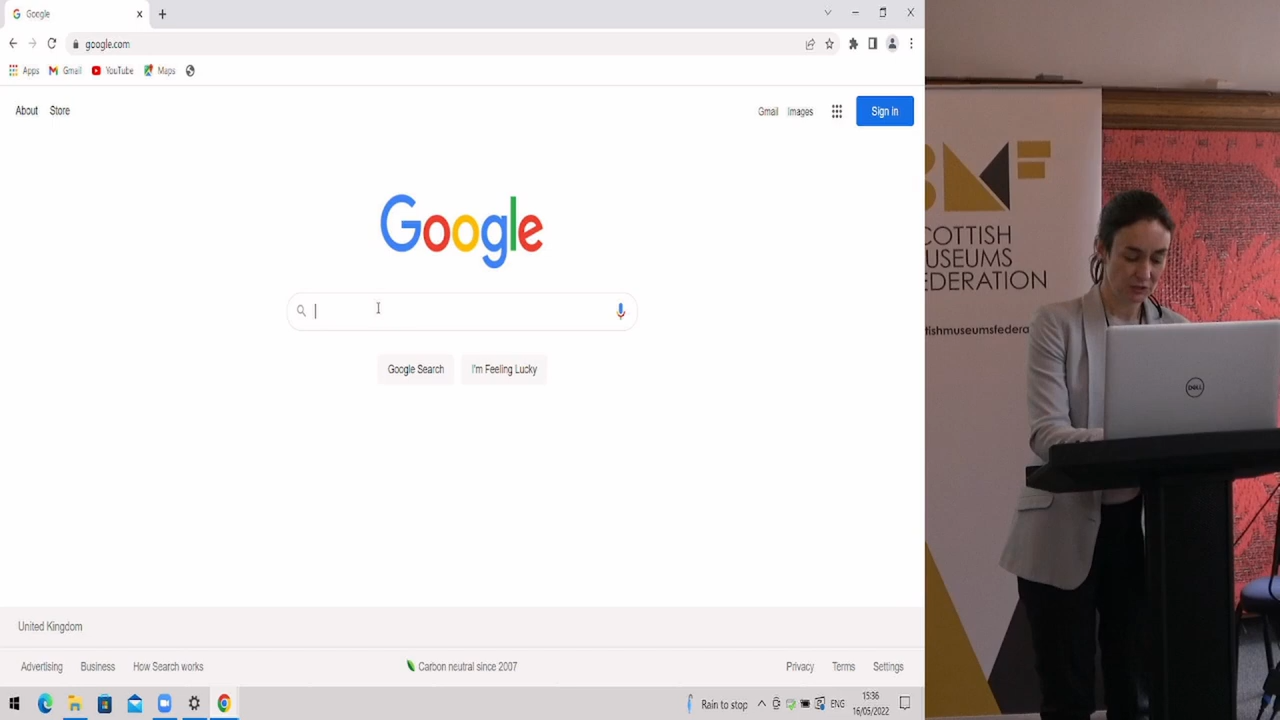 Google
google.com
Apps Gmail YouTube Maps
About Store Gmail Images Sign in
Google
Google Search I'm Feeling Lucky
United Kingdom
Advertising Business How Search works Carbon neutral since 2007 Privacy Terms Settings
Rain to stop ENG 15:36
16/05/2022
MF
COTTISH
USEUMS
EDERATION
tishmuseumsfedera
DELL